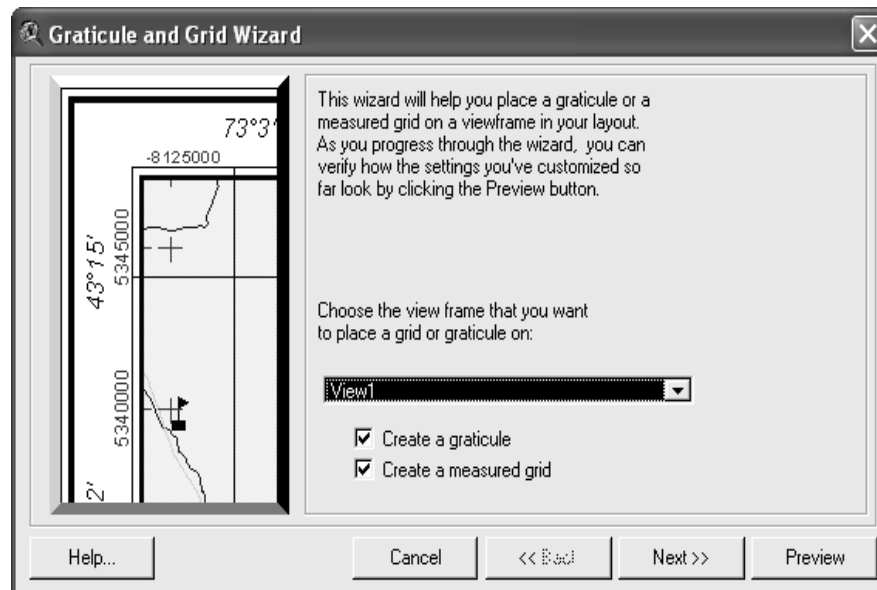 Graticule and Grid Wizard
73°3'
-8125000
43°15'
5345000
5340000
2'
This wizard will help you place a graticule or a
measured grid on a viewframe in your layout.
As you progress through the wizard, you can
verify how the settings you've customized so
far look by clicking the Preview button.
Choose the view frame that you want
to place a grid or graticule on:
View1
Create a graticule
Create a measured grid
Help...
Cancel
<< Back
Next >>
Preview